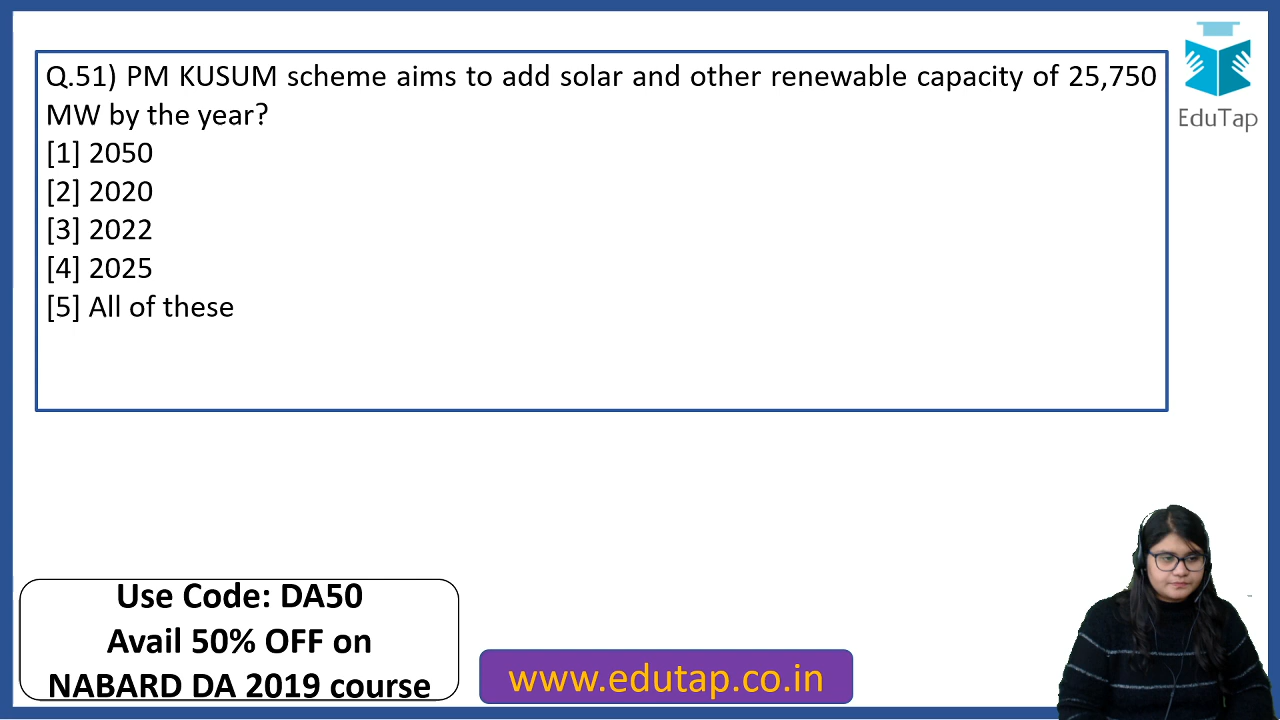 Q.51) PM KUSUM scheme aims to add solar and other renewable capacity of 25,750
MW by the year?
[1] 2050
[2] 2020
[3] 2022
[4] 2025
[5] All of these
EduTap
Use Code: DA50
Avail 50% OFF on
NABARD DA 2019 course
www.edutap.co.in